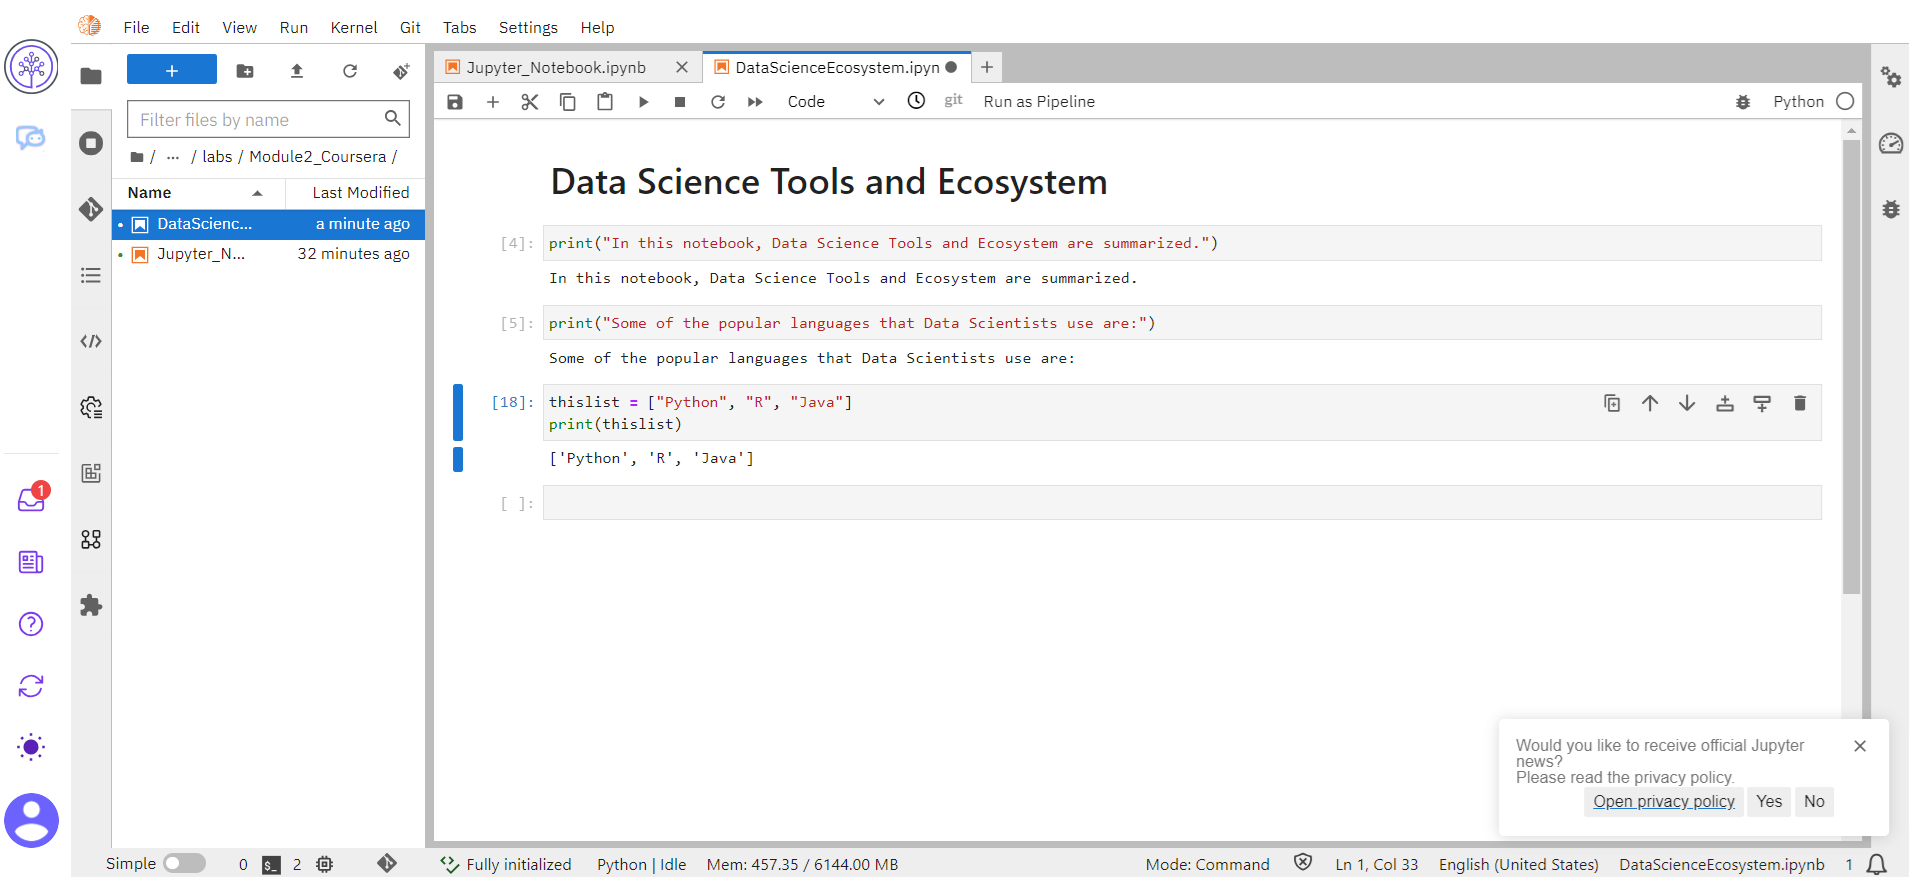 File Edit View Run Kernel Git Tabs Settings Help
Jupyter_Notebook.ipynb
DataScienceEcosystem.ipyn
Code
git
Run as Pipeline
Python
Filter files by name
/ ... / labs / Module2_Coursera /
Name Last Modified
DataScienc... a minute ago
Jupyter_N... 32 minutes ago
Data Science Tools and Ecosystem
[4]: print("In this notebook, Data Science Tools and Ecosystem are summarized.")
In this notebook, Data Science Tools and Ecosystem are summarized.
[5]: print("Some of the popular languages that Data Scientists use are:")
Some of the popular languages that Data Scientists use are:
[18]: thislist = ["Python", "R", "Java"]
print(thislist)
['Python', 'R', 'Java']
[ ]:
1
Would you like to receive official Jupyter
news?
Please read the privacy policy.
Open privacy policy Yes No
Simple 0 $_ 2 Fully initialized Python | Idle Mem: 457.35 / 6144.00 MB Mode: Command Ln 1, Col 33 English (United States) DataScienceEcosystem.ipynb 1